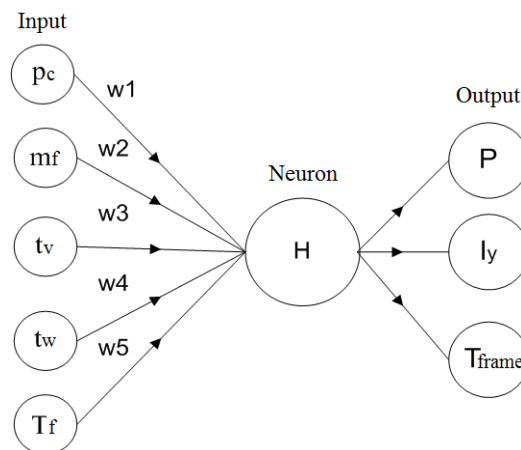 Input
pc
w1
Output
w2
mf
P
Neuron
w3
tv
H
Iy
w4
tw
w5
Tframe
Tf